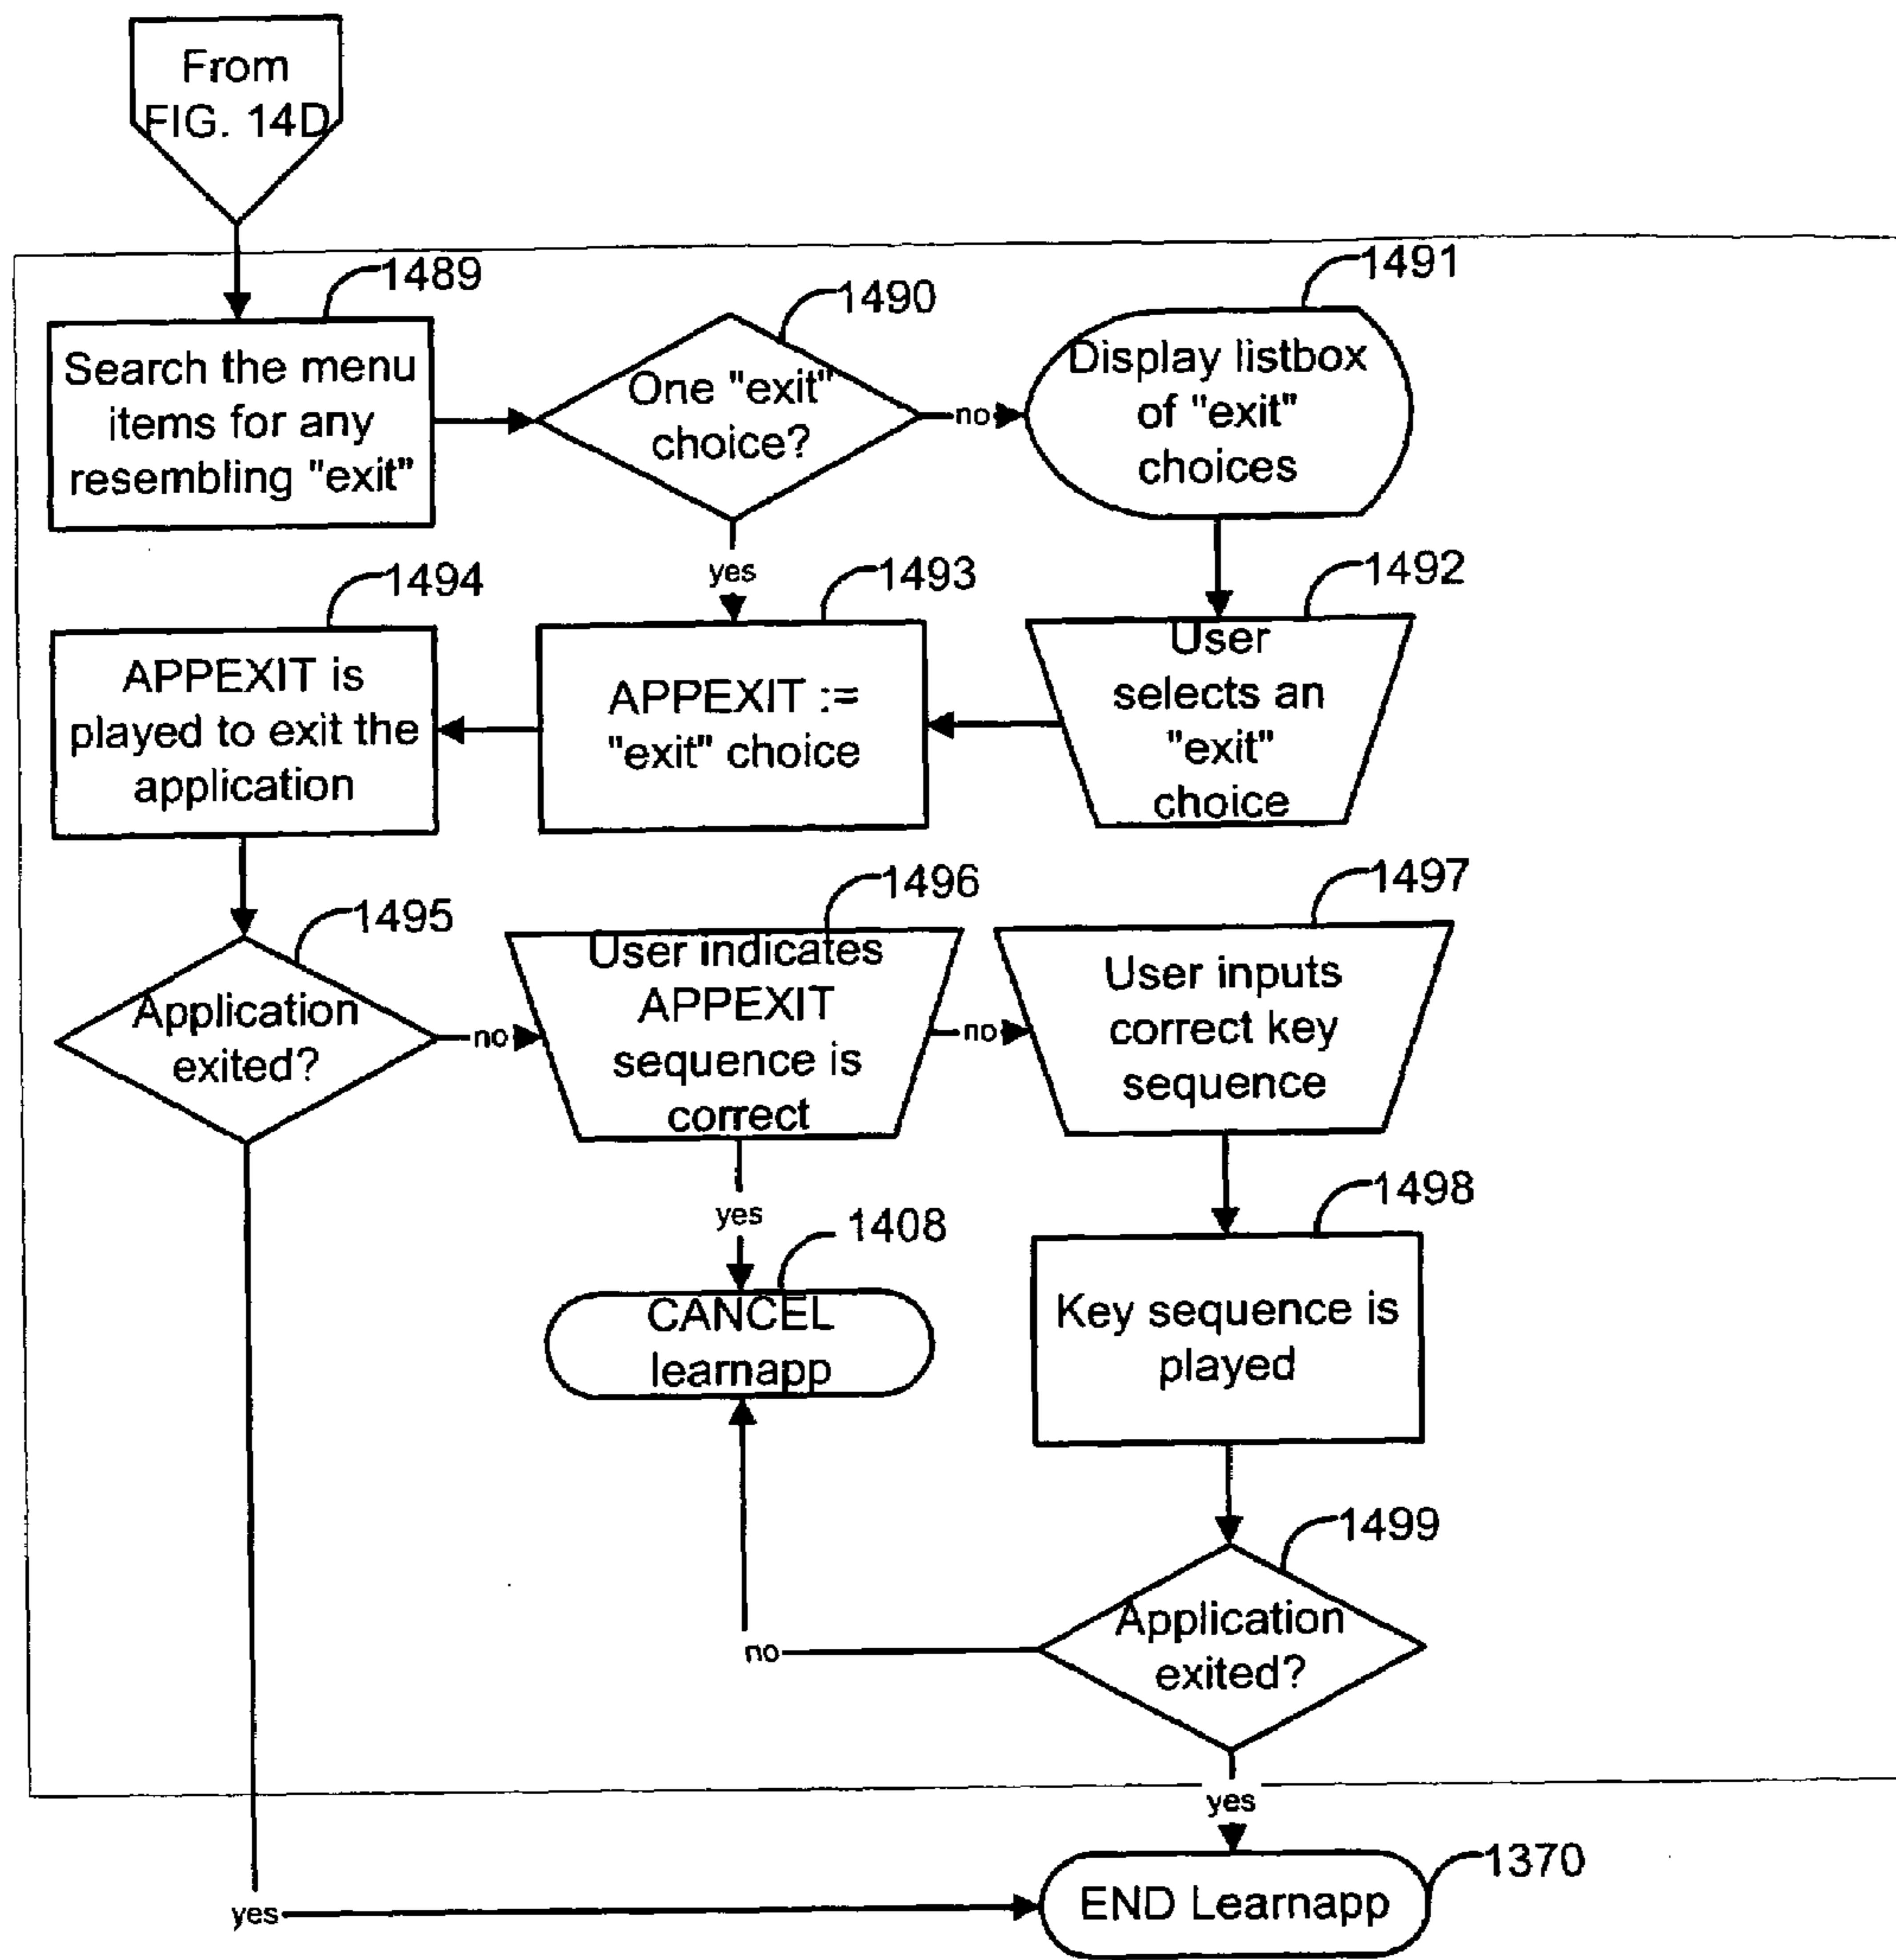 From
FIG. 14D
1489
Search the menu
items for any
resembling "exit"
1490
One "exit"
choice?
no
1491
Display listbox
of "exit"
choices
yes
1492
User
selects an
"exit"
choice
1493
APPEXIT :=
"exit" choice
1494
APPEXIT is
played to exit the
application
1495
Application
exited?
no
1496
User indicates
APPEXIT
sequence is
correct
no
1497
User inputs
correct key
sequence
yes
1408
CANCEL
learnapp
1498
Key sequence is
played
1499
Application
exited?
no
yes
yes
1370
END Learnapp